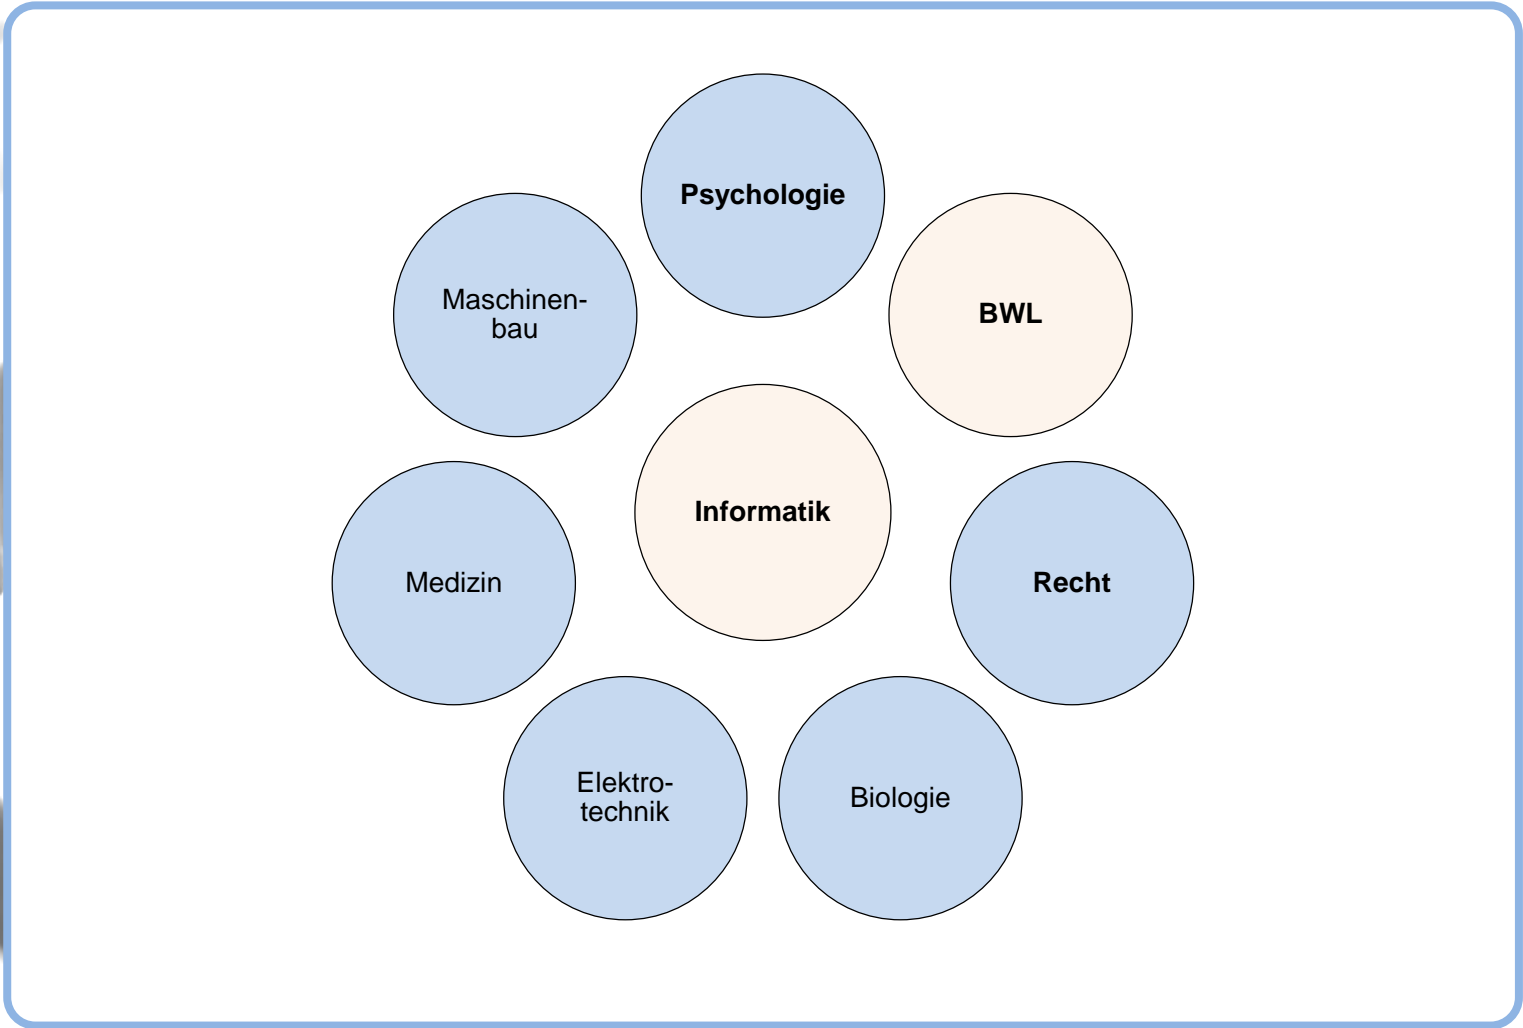 Psychologie
Maschinen-
bau
BWL
Informatik
Medizin
Recht
Elektro-
technik
Biologie